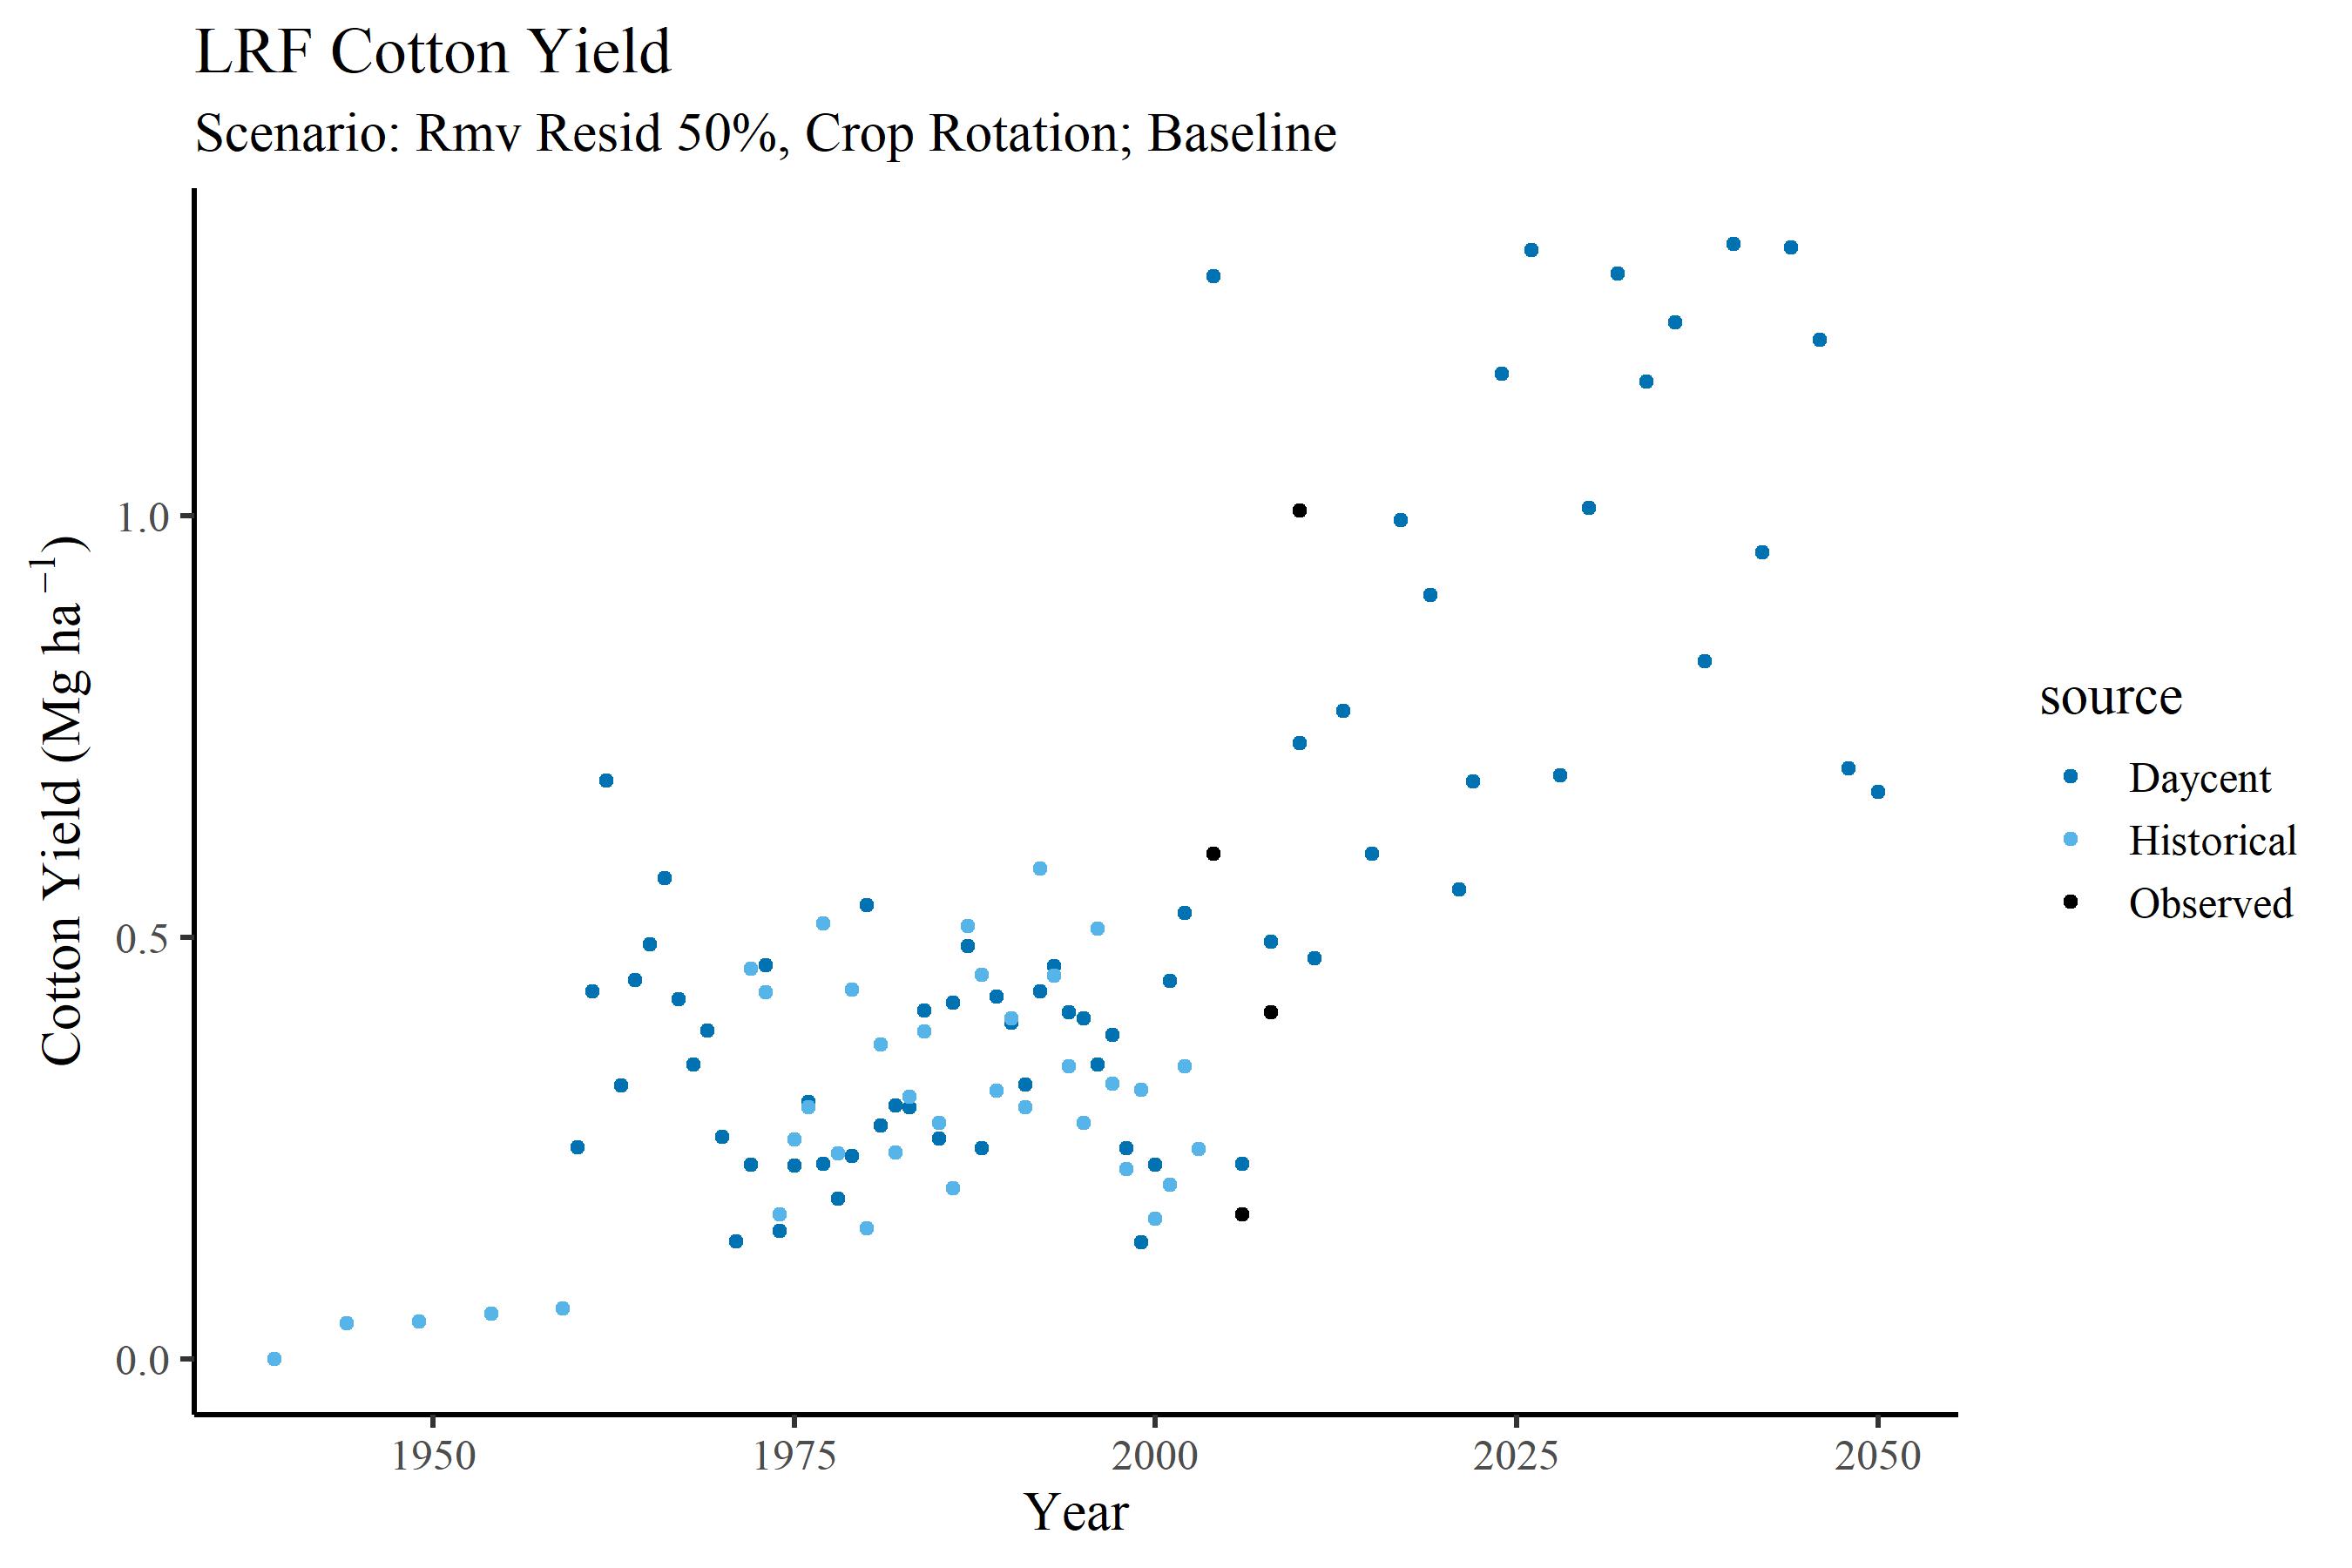 LRF Cotton Yield
Scenario: Rmv Resid 50%, Crop Rotation; Baseline
Cotton Yield (Mg ha⁻¹)
1.0
0.5
0.0
1950 1975 2000 2025 2050
Year
source
Daycent
Historical
Observed